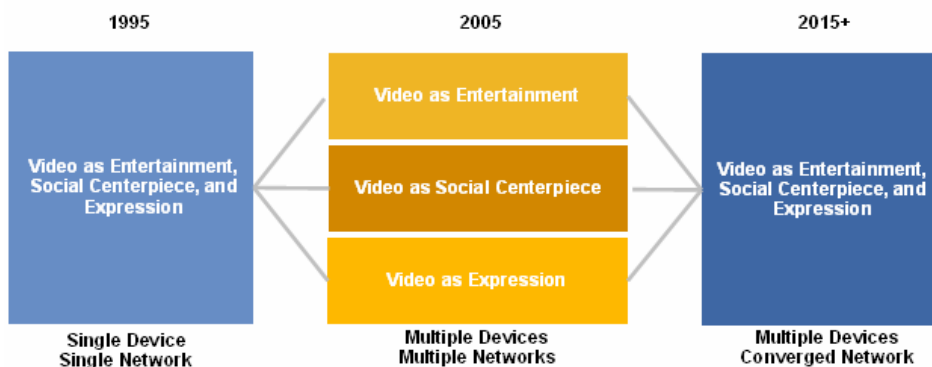 1995
Video as Entertainment,
Social Centerpiece, and
Expression
Single Device
Single Network
2005
Video as Entertainment
Video as Social Centerpiece
Video as Expression
Multiple Devices
Multiple Networks
2015+
Video as Entertainment,
Social Centerpiece, and
Expression
Multiple Devices
Converged Network